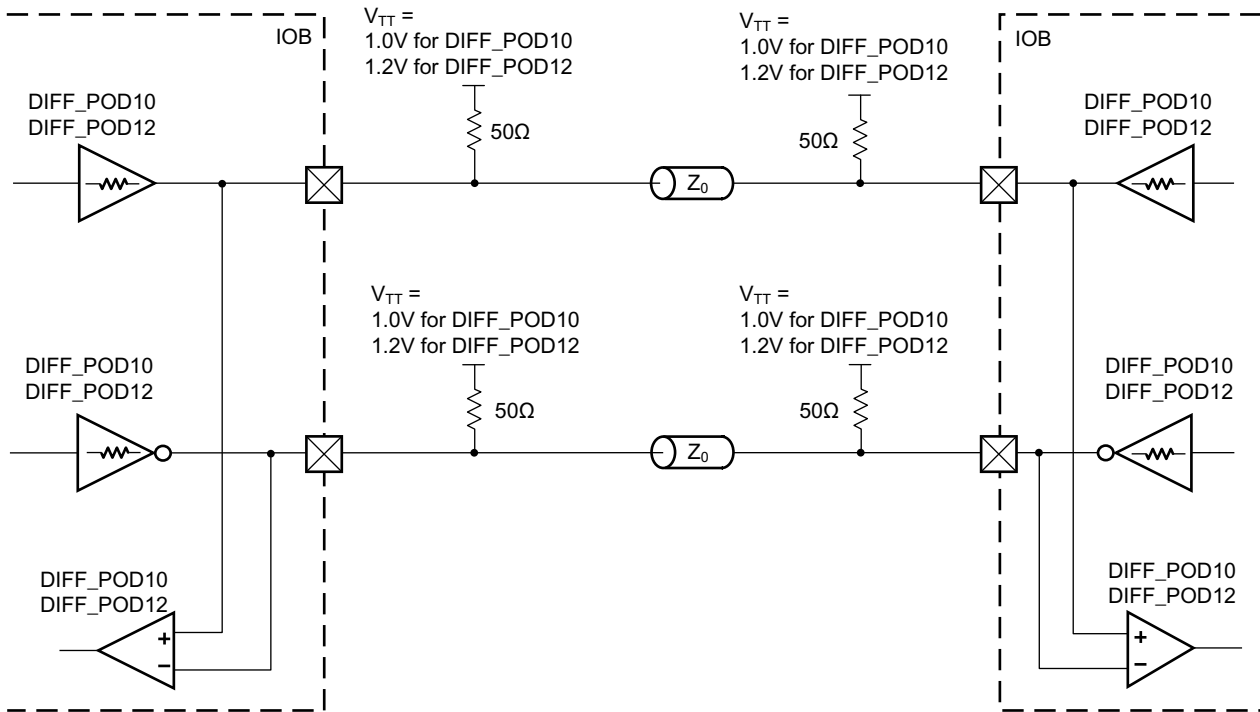 IOB
V_TT =
1.0V for DIFF_POD10
1.2V for DIFF_POD12
V_TT =
1.0V for DIFF_POD10
1.2V for DIFF_POD12
IOB
DIFF_POD10
DIFF_POD12
50Ω
50Ω
DIFF_POD10
DIFF_POD12
Z_0
V_TT =
1.0V for DIFF_POD10
1.2V for DIFF_POD12
V_TT =
1.0V for DIFF_POD10
1.2V for DIFF_POD12
DIFF_POD10
DIFF_POD12
50Ω
50Ω
DIFF_POD10
DIFF_POD12
Z_0
DIFF_POD10
DIFF_POD12
+
−
DIFF_POD10
DIFF_POD12
+
−